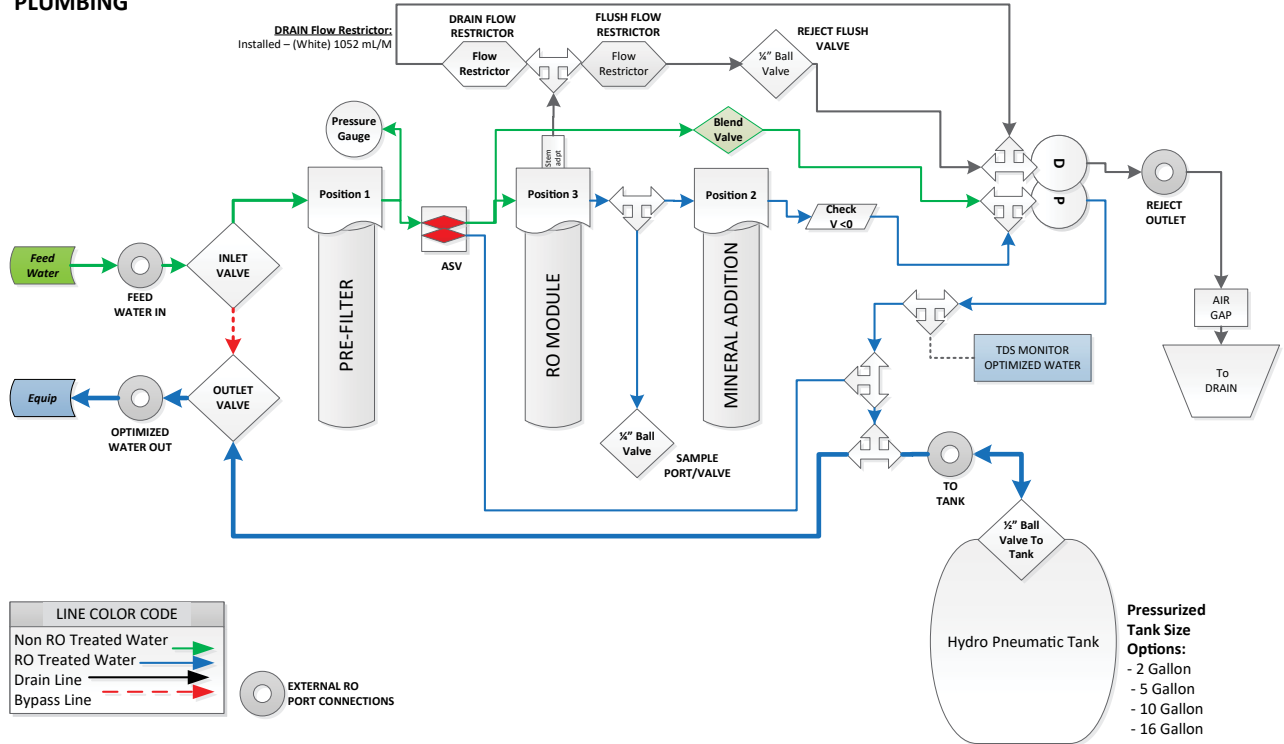 PLUMBING
DRAIN Flow Restrictor:
Installed – (White) 1052 mL/M
DRAIN FLOW
RESTRICTOR
Flow
Restrictor
FLUSH FLOW
RESTRICTOR
Flow
Restrictor
REJECT FLUSH
VALVE
¼” Ball
Valve
Pressure
Gauge
Stem
adpt
Blend
Valve
Position 1
Position 3
Position 2
Check
V <0
D
P
REJECT
OUTLET
ASV
Feed
Water
FEED
WATER IN
INLET
VALVE
PRE-FILTER
RO MODULE
MINERAL ADDITION
AIR
GAP
TDS MONITOR
OPTIMIZED WATER
To
DRAIN
Equip
OPTIMIZED
WATER OUT
OUTLET
VALVE
¼” Ball
Valve
SAMPLE
PORT/VALVE
TO
TANK
½” Ball
Valve To
Tank
Hydro Pneumatic Tank
Pressurized
Tank Size
Options:
- 2 Gallon
- 5 Gallon
- 10 Gallon
- 16 Gallon
LINE COLOR CODE
Non RO Treated Water
RO Treated Water
Drain Line
Bypass Line
EXTERNAL RO
PORT CONNECTIONS